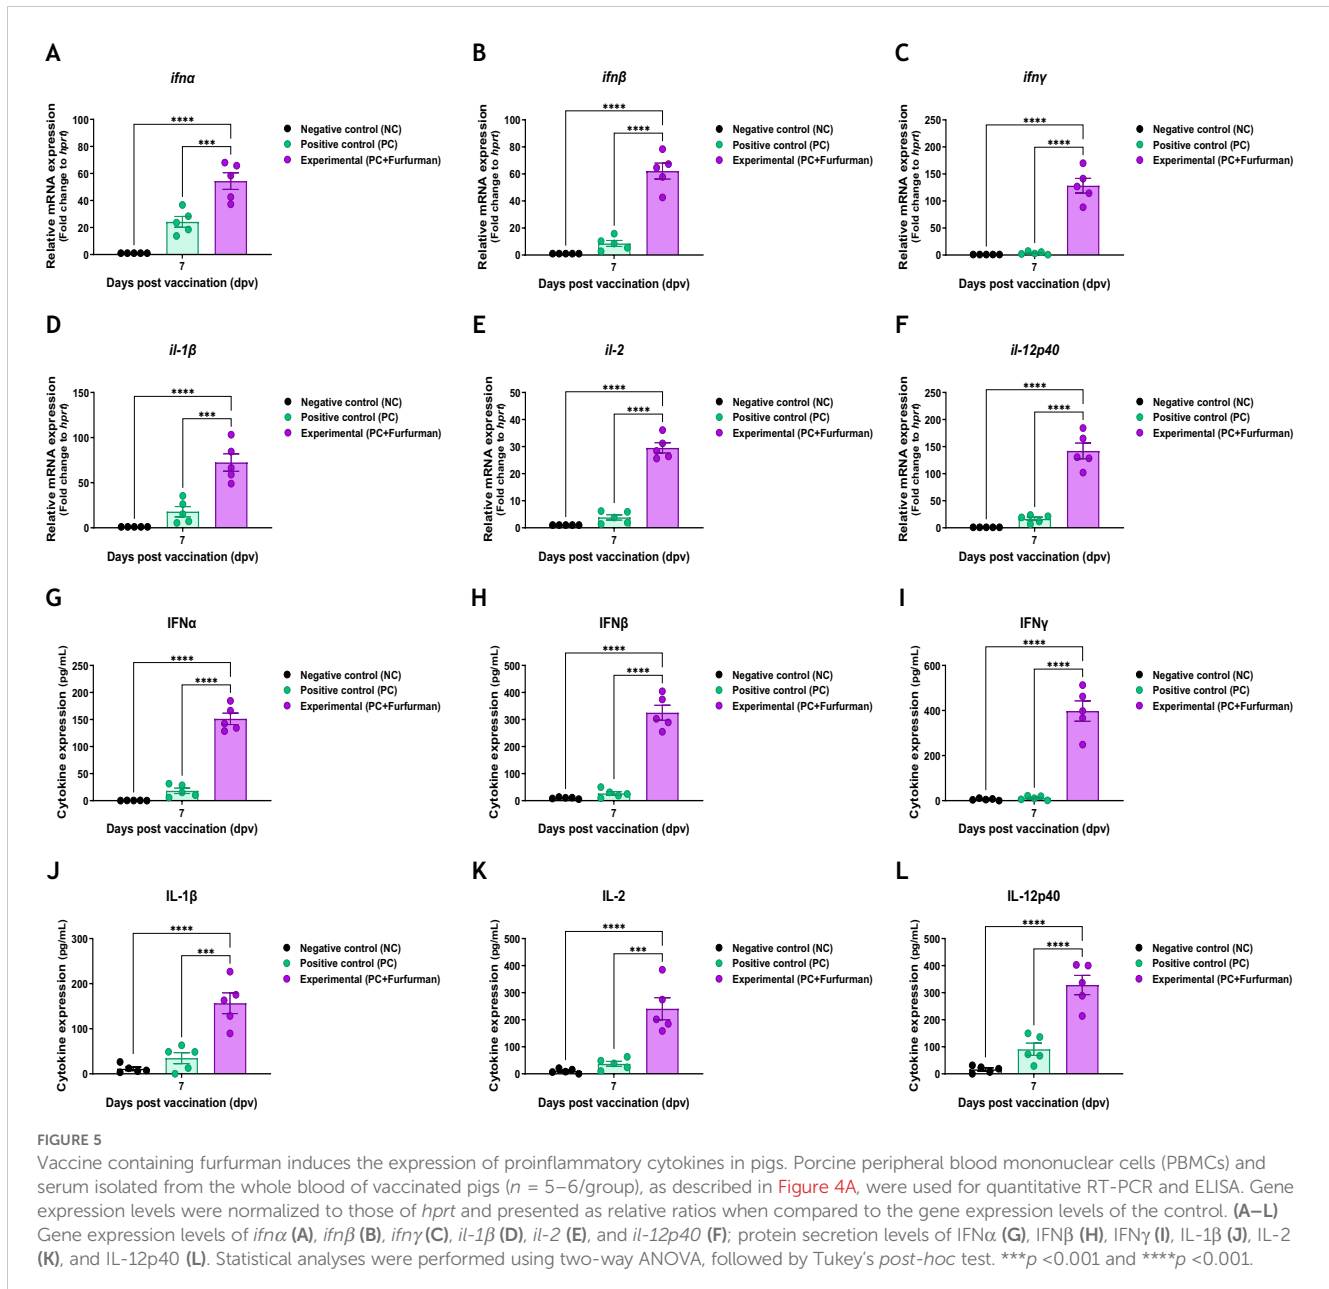 A
ifnα
Relative mRNA expression
(Fold change to hprt)
100
80
60
40
20
0
****
***
7
Days post vaccination (dpv)
Negative control (NC)
Positive control (PC)
Experimental (PC+Furfurman)
B
ifnβ
Relative mRNA expression
(Fold change to hprt)
100
80
60
40
20
0
****
****
7
Days post vaccination (dpv)
Negative control (NC)
Positive control (PC)
Experimental (PC+Furfurman)
C
ifnγ
Relative mRNA expression
(Fold change to hprt)
250
200
150
100
50
0
****
****
7
Days post vaccination (dpv)
Negative control (NC)
Positive control (PC)
Experimental (PC+Furfurman)
D
il-1β
Relative mRNA expression
(Fold change to hprt)
150
100
50
0
****
***
7
Days post vaccination (dpv)
Negative control (NC)
Positive control (PC)
Experimental (PC+Furfurman)
E
il-2
Relative mRNA expression
(Fold change to hprt)
50
40
30
20
10
0
****
****
7
Days post vaccination (dpv)
Negative control (NC)
Positive control (PC)
Experimental (PC+Furfurman)
F
il-12p40
Relative mRNA expression
(Fold change to hprt)
250
200
150
100
50
0
****
****
7
Days post vaccination (dpv)
Negative control (NC)
Positive control (PC)
Experimental (PC+Furfurman)
G
IFNα
Cytokine expression (pg/mL)
250
200
150
100
50
0
****
****
7
Days post vaccination (dpv)
Negative control (NC)
Positive control (PC)
Experimental (PC+Furfurman)
H
IFNβ
Cytokine expression (pg/mL)
500
400
300
200
100
0
****
****
7
Days post vaccination (dpv)
Negative control (NC)
Positive control (PC)
Experimental (PC+Furfurman)
I
IFNγ
Cytokine expression (pg/mL)
600
400
200
0
****
****
7
Days post vaccination (dpv)
Negative control (NC)
Positive control (PC)
Experimental (PC+Furfurman)
J
IL-1β
Cytokine expression (pg/mL)
300
200
100
0
****
***
7
Days post vaccination (dpv)
Negative control (NC)
Positive control (PC)
Experimental (PC+Furfurman)
K
IL-2
Cytokine expression (pg/mL)
500
400
300
200
100
0
****
***
7
Days post vaccination (dpv)
Negative control (NC)
Positive control (PC)
Experimental (PC+Furfurman)
L
IL-12p40
Cytokine expression (pg/mL)
500
400
300
200
100
0
****
****
7
Days post vaccination (dpv)
Negative control (NC)
Positive control (PC)
Experimental (PC+Furfurman)
FIGURE 5
Vaccine containing furfurman induces the expression of proinflammatory cytokines in pigs. Porcine peripheral blood mononuclear cells (PBMCs) and
serum isolated from the whole blood of vaccinated pigs (n = 5–6/group), as described in Figure 4A, were used for quantitative RT-PCR and ELISA. Gene
expression levels were normalized to those of hprt and presented as relative ratios when compared to the gene expression levels of the control. (A–L)
Gene expression levels of ifnα (A), ifnβ (B), ifnγ (C), il-1β (D), il-2 (E), and il-12p40 (F); protein secretion levels of IFNα (G), IFNβ (H), IFNγ (I), IL-1β (J), IL-2
(K), and IL-12p40 (L). Statistical analyses were performed using two-way ANOVA, followed by Tukey's post-hoc test. ***p <0.001 and ****p <0.001.